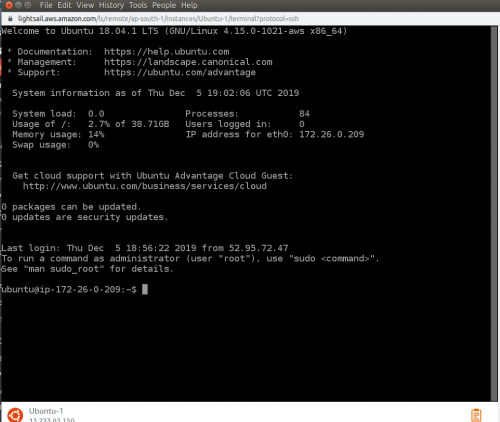 File Edit View History Tools People Help
lightsail.aws.amazon.com/ls/remote/ap-south-1/instances/Ubuntu-1/terminal?protocol=ssh
Welcome to Ubuntu 18.04.1 LTS (GNU/Linux 4.15.0-1021-aws x86_64)
* Documentation: https://help.ubuntu.com
* Management: https://landscape.canonical.com
* Support: https://ubuntu.com/advantage
System information as of Thu Dec 5 19:02:06 UTC 2019
System load: 0.0 Processes: 84
Usage of /: 2.7% of 38.71GB Users logged in: 0
Memory usage: 14% IP address for eth0: 172.26.0.209
Swap usage: 0%
Get cloud support with Ubuntu Advantage Cloud Guest:
http://www.ubuntu.com/business/services/cloud
0 packages can be updated.
0 updates are security updates.
Last login: Thu Dec 5 18:56:22 2019 from 52.95.72.47
To run a command as administrator (user "root"), use "sudo <command>".
See "man sudo_root" for details.
ubuntu@ip-172-26-0-209:~$
Ubuntu-1
13.233.83.150